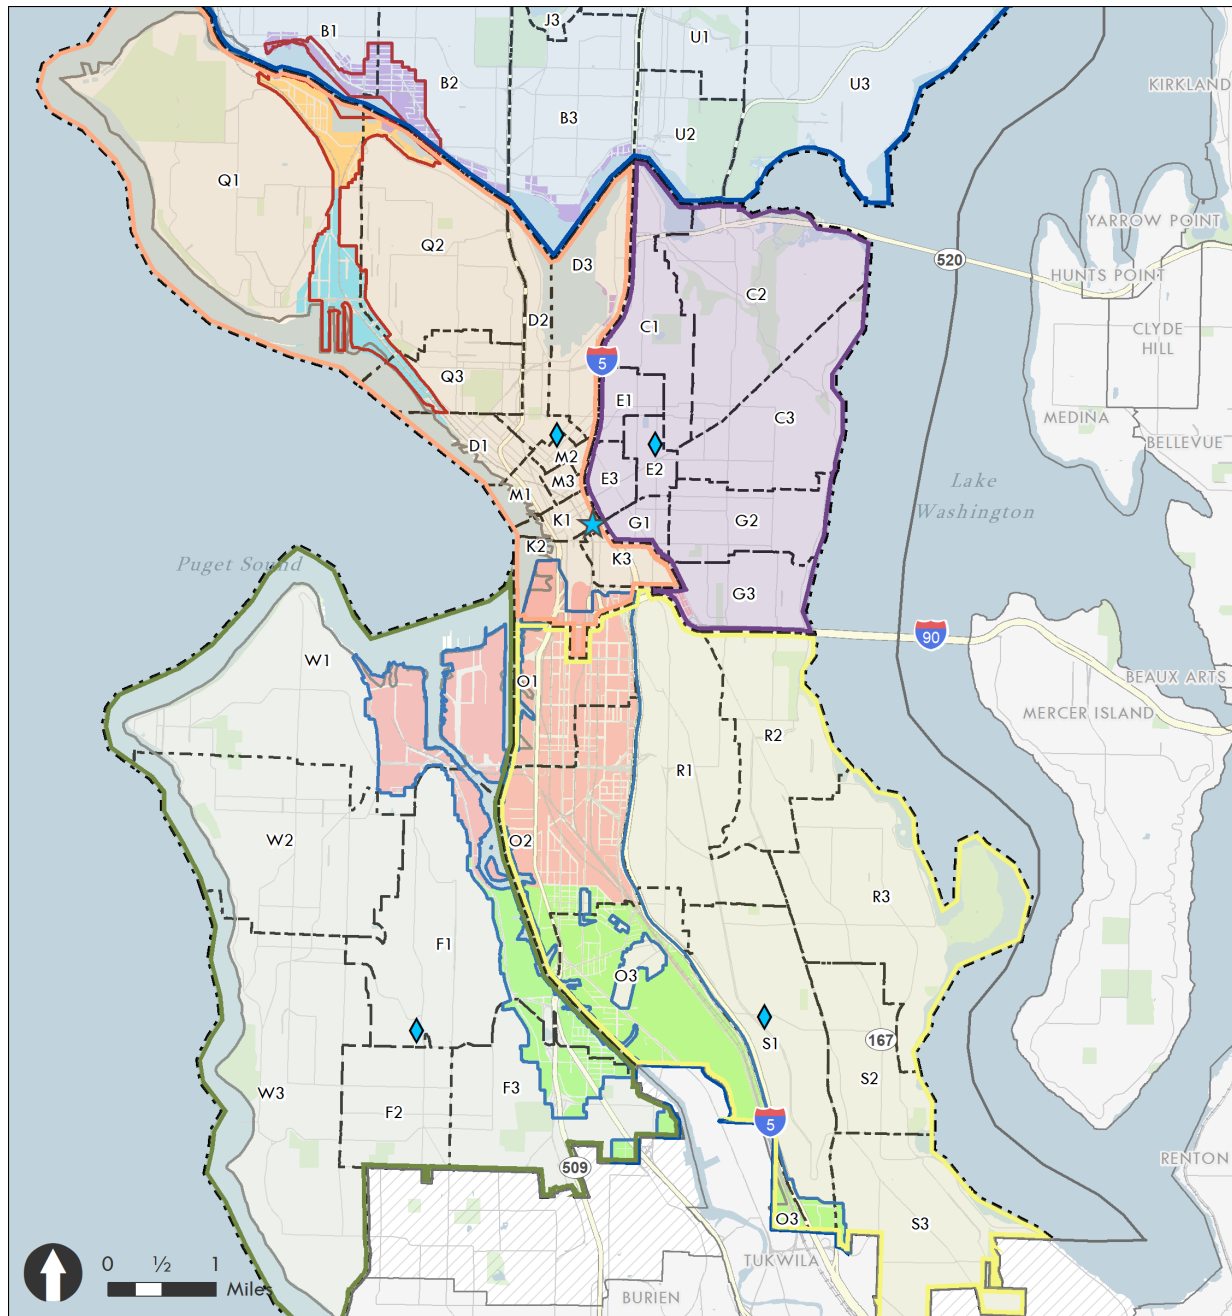 J3
B1
U1
B2
U3
KIRKLAND
B3
U2
Q1
YARROW POINT
Q2
520
D3
HUNTS POINT
C2
D2
C1
CLYDE
HILL
5
Q3
E1
C3
MEDINA
D1
BELLEVUE
M2
E2
M3
E3
Lake
Washington
M1
K1
G1
G2
K2
K3
Puget Sound
G3
90
W1
O1
BEAUX ARTS
MERCER ISLAND
R2
R1
W2
O2
R3
F1
O3
S1
167
S2
W3
F3
F2
5
RENTON
509
O3
S3
TUKWILA
0 ½ 1
Miles
BURIEN